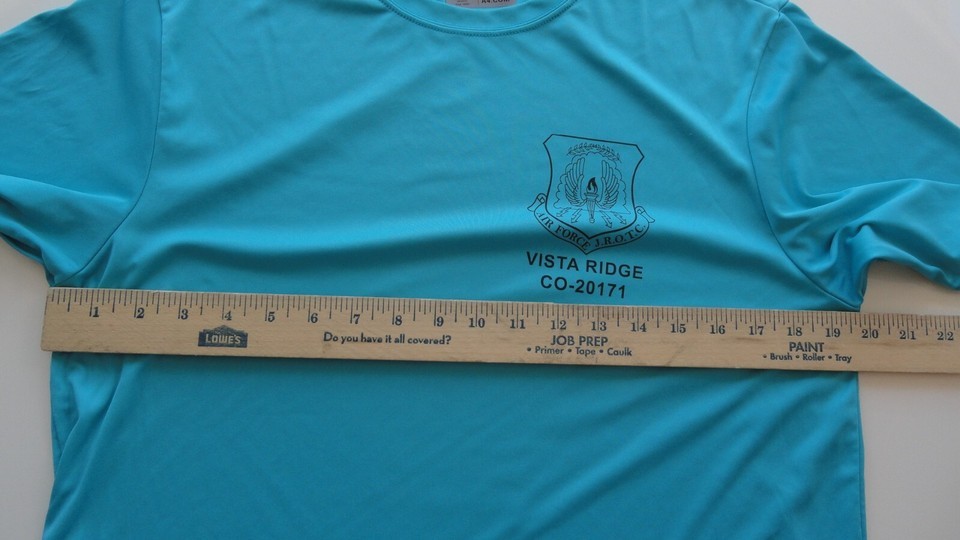 A4.COM
AIR FORCE J.R.O.T.C.
VISTA RIDGE
CO-20171
1 2 3 4 5 6 7 8 9 10 11 12 13 14 15 16 17 18 19 20 21 22
LOWE'S
Do you have it all covered?
JOB PREP
• Primer • Tape • Caulk
PAINT
• Brush • Roller • Tray